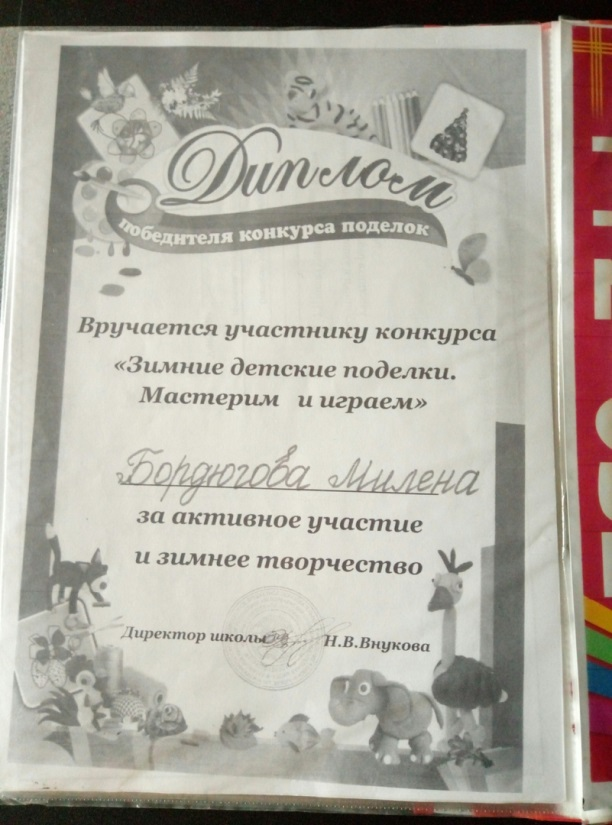 Диплом
победителя конкурса поделок
Вручается участнику конкурса
«Зимние детские поделки.
Мастерим и играем»
Бордюгова Милена
за активное участие
и зимнее творчество
Директор школы Н.В.Внукова